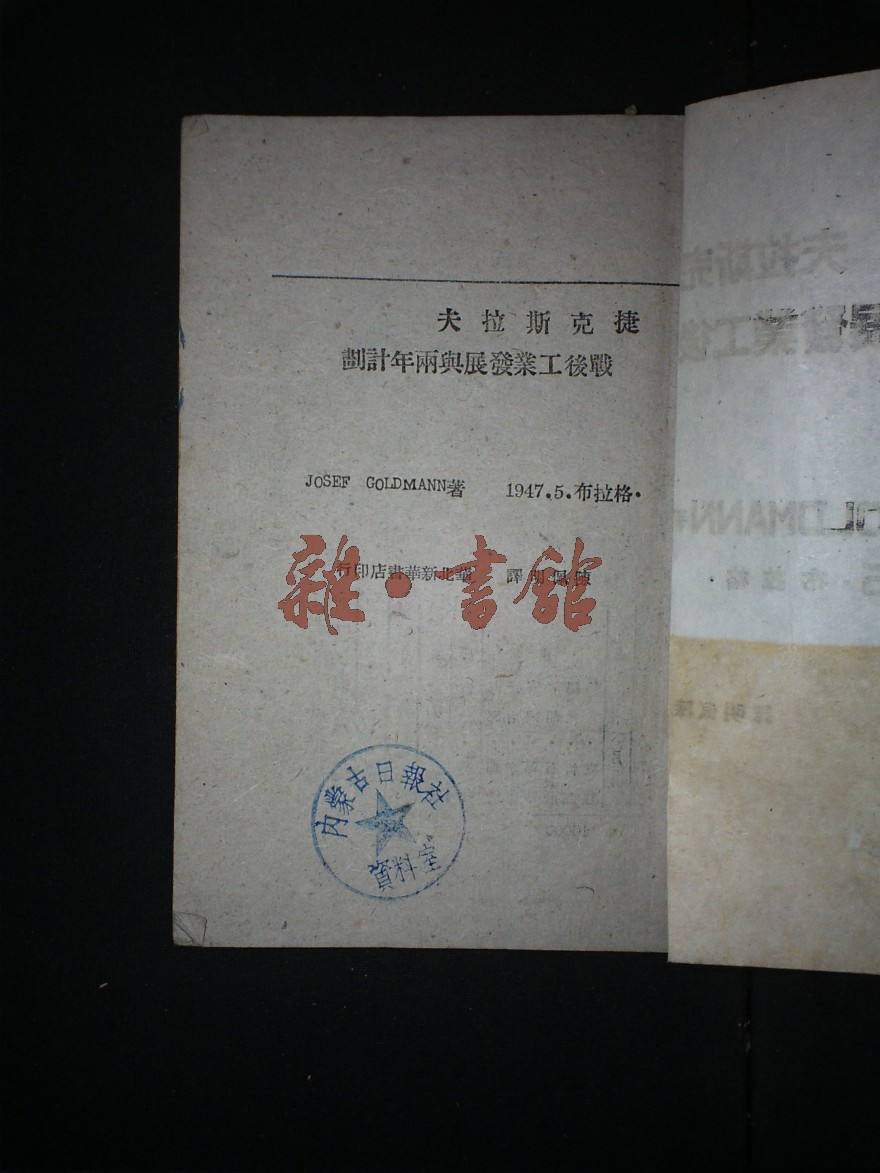 捷克斯拉夫
戰後工業發展與兩年計劃
JOSEF GOLDMANN著 1947.5.布拉格.
陳佩明譯 華北新華書店印行
雜·書館
內蒙古日報社
資料室